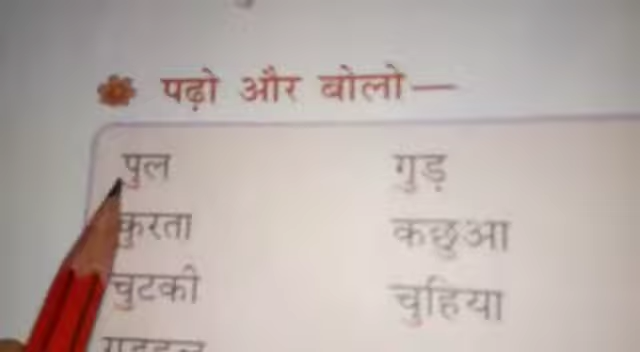 पढ़ो और बोलो—
पुल गुड़
कुरता कछुआ
चुटकी चुहिया